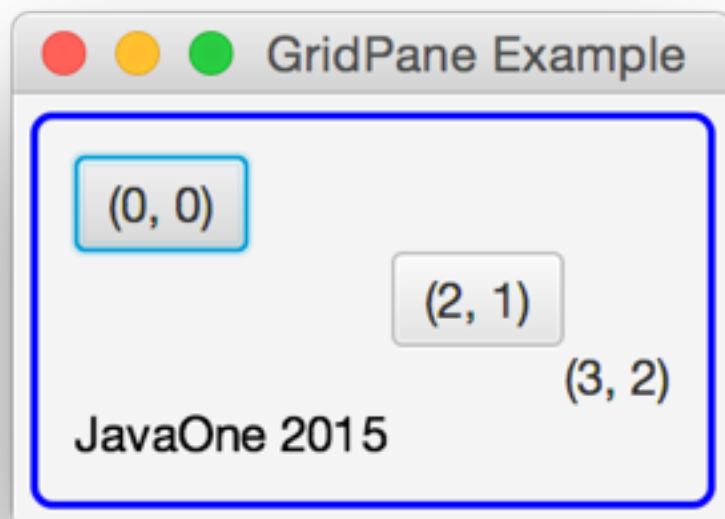 GridPane Example
(0, 0)
(2, 1)
(3, 2)
JavaOne 2015